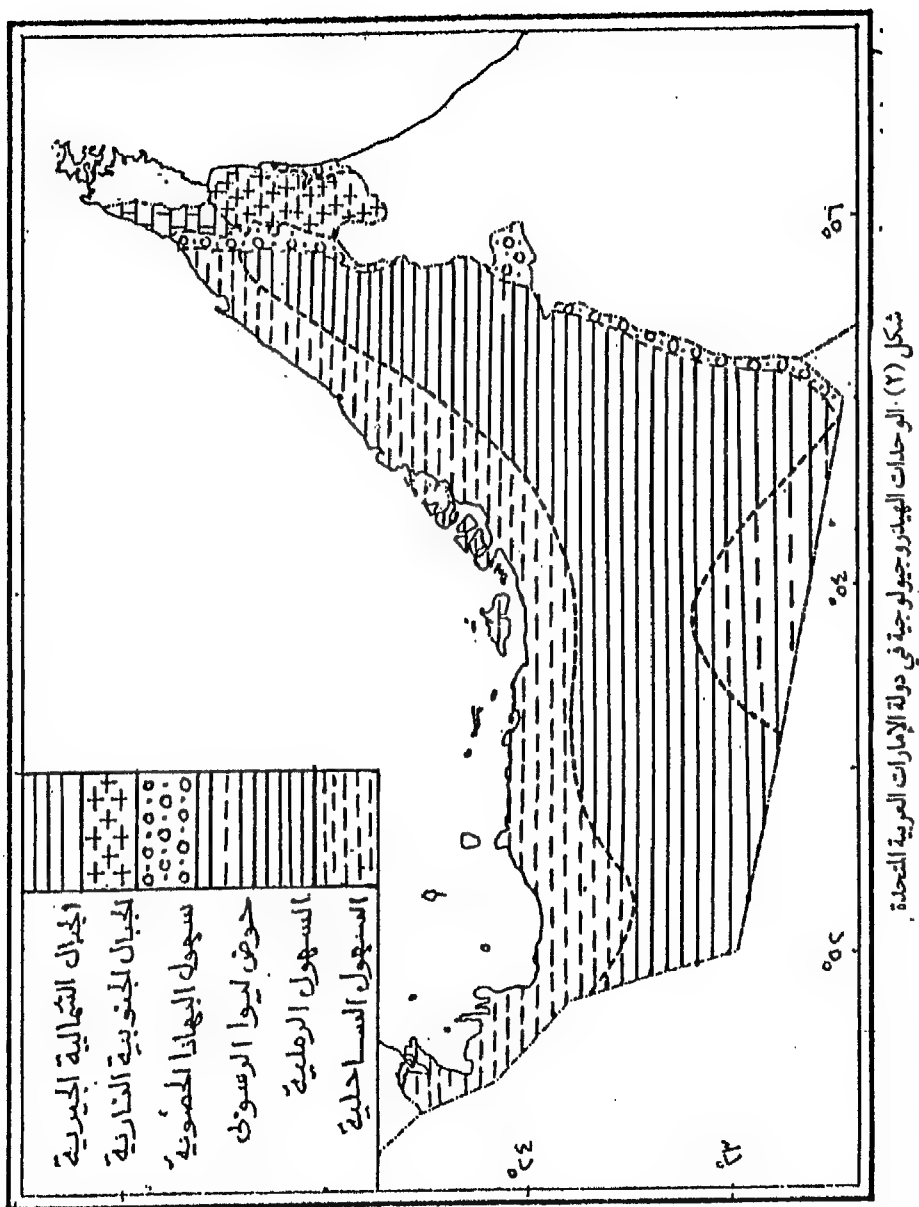 شكل (٢) . الوحدات الهيدروجيولوجية في دولة الإمارات العربية المتحدة .
٥٦°
٥٤°
٥٢°
٢٤°
٢٣°
الجبال الشمالية الجيرية
الجبال الجنوبية النارية
سهول البهادا الحصوية
حوض ليوا الرسوبى
السهول الرملية
السهول الساحلية